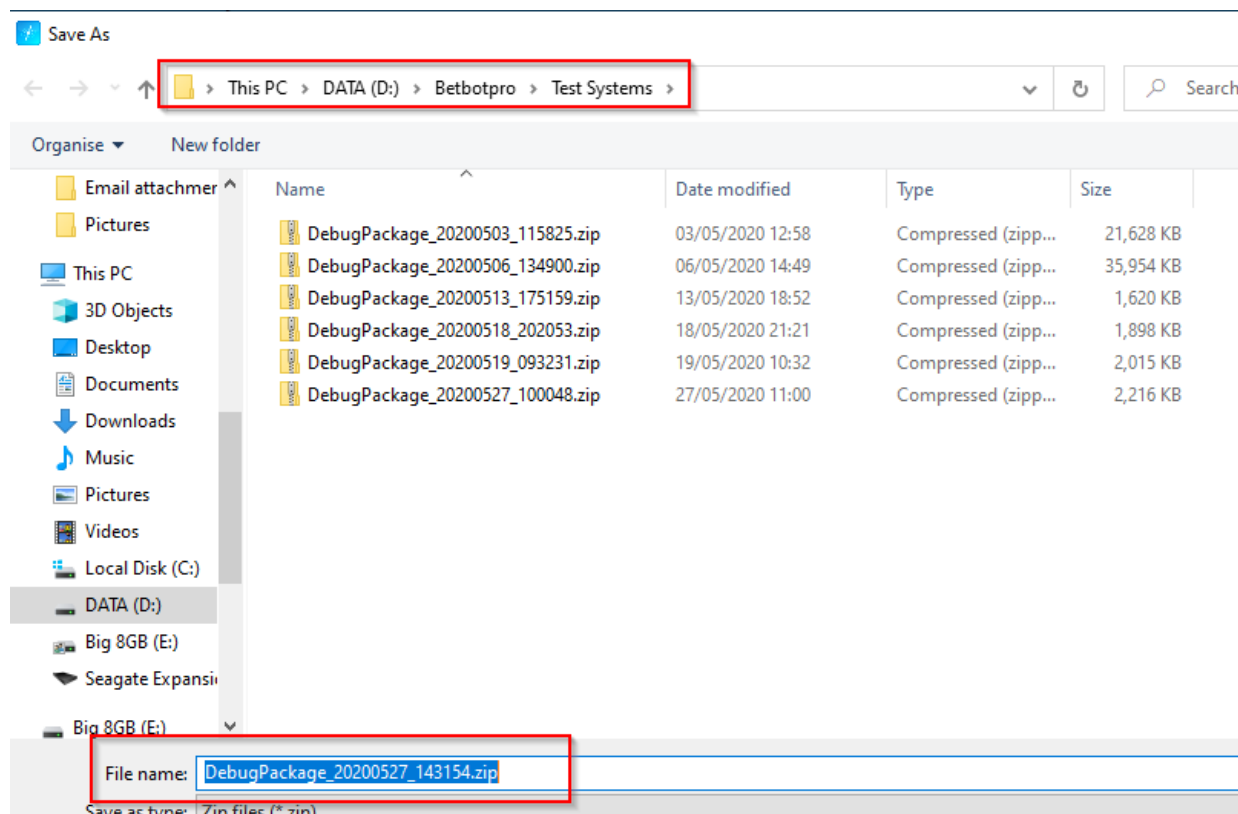 Save As
This PC > DATA (D:) > Betbotpro > Test Systems >
Search
Organise
New folder
Name Date modified Type Size
Email attachmer
Pictures
This PC
3D Objects
Desktop
Documents
Downloads
Music
Pictures
Videos
Local Disk (C:)
DATA (D:)
Big 8GB (E:)
Seagate Expansi
Big 8GB (E:)
DebugPackage_20200503_115825.zip 03/05/2020 12:58 Compressed (zipp... 21,628 KB
DebugPackage_20200506_134900.zip 06/05/2020 14:49 Compressed (zipp... 35,954 KB
DebugPackage_20200513_175159.zip 13/05/2020 18:52 Compressed (zipp... 1,620 KB
DebugPackage_20200518_202053.zip 18/05/2020 21:21 Compressed (zipp... 1,898 KB
DebugPackage_20200519_093231.zip 19/05/2020 10:32 Compressed (zipp... 2,015 KB
DebugPackage_20200527_100048.zip 27/05/2020 11:00 Compressed (zipp... 2,216 KB
File name: DebugPackage_20200527_143154.zip
Save as type: Zip files (*.zip)